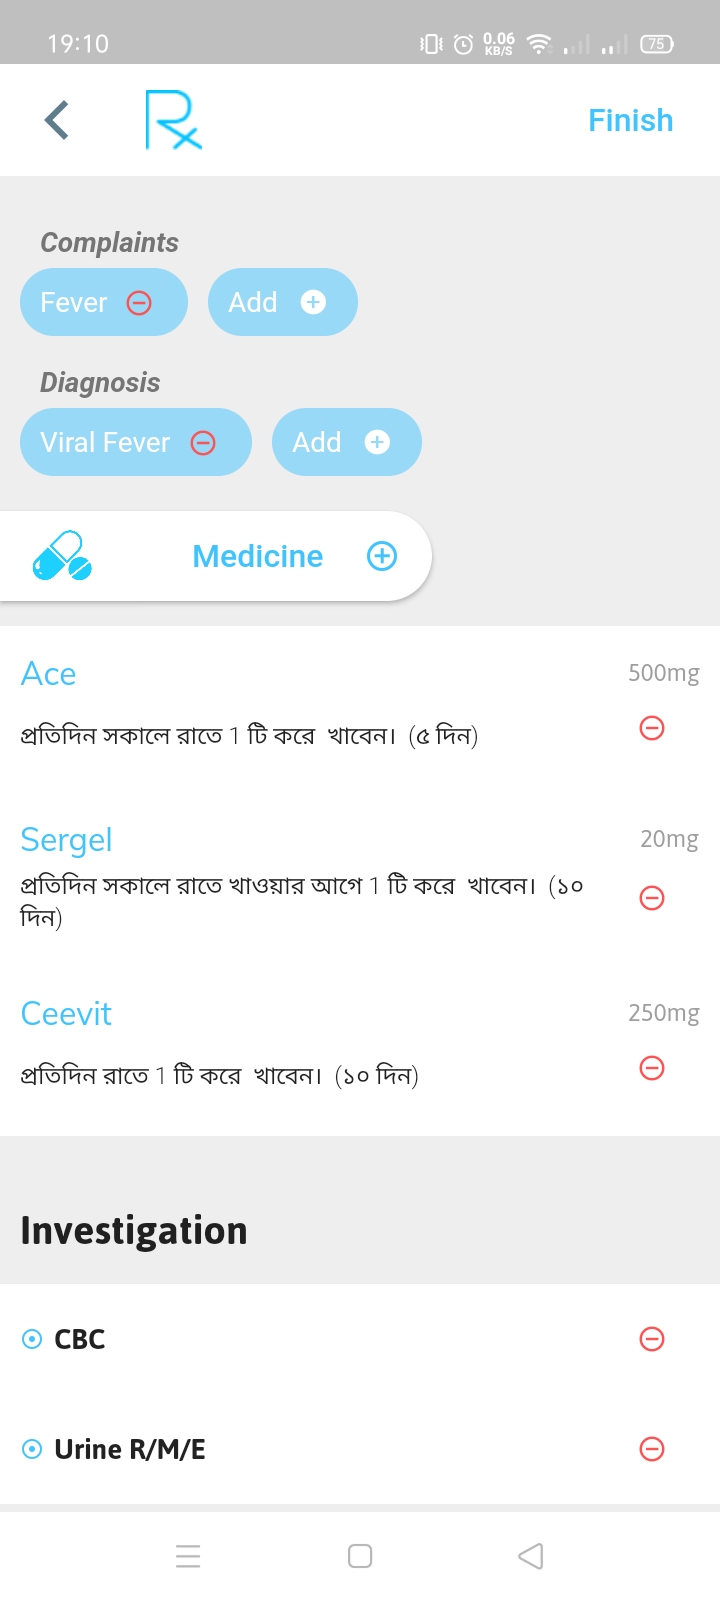 19:10
0.06
KB/S
75
Rx
Finish
Complaints
Fever
Add
Diagnosis
Viral Fever
Add
Medicine
Ace
500mg
প্রতিদিন সকালে রাতে 1 টি করে খাবেন। (৫ দিন)
Sergel
20mg
প্রতিদিন সকালে রাতে খাওয়ার আগে 1 টি করে খাবেন। (১০
দিন)
Ceevit
250mg
প্রতিদিন রাতে 1 টি করে খাবেন। (১০ দিন)
Investigation
CBC
Urine R/M/E